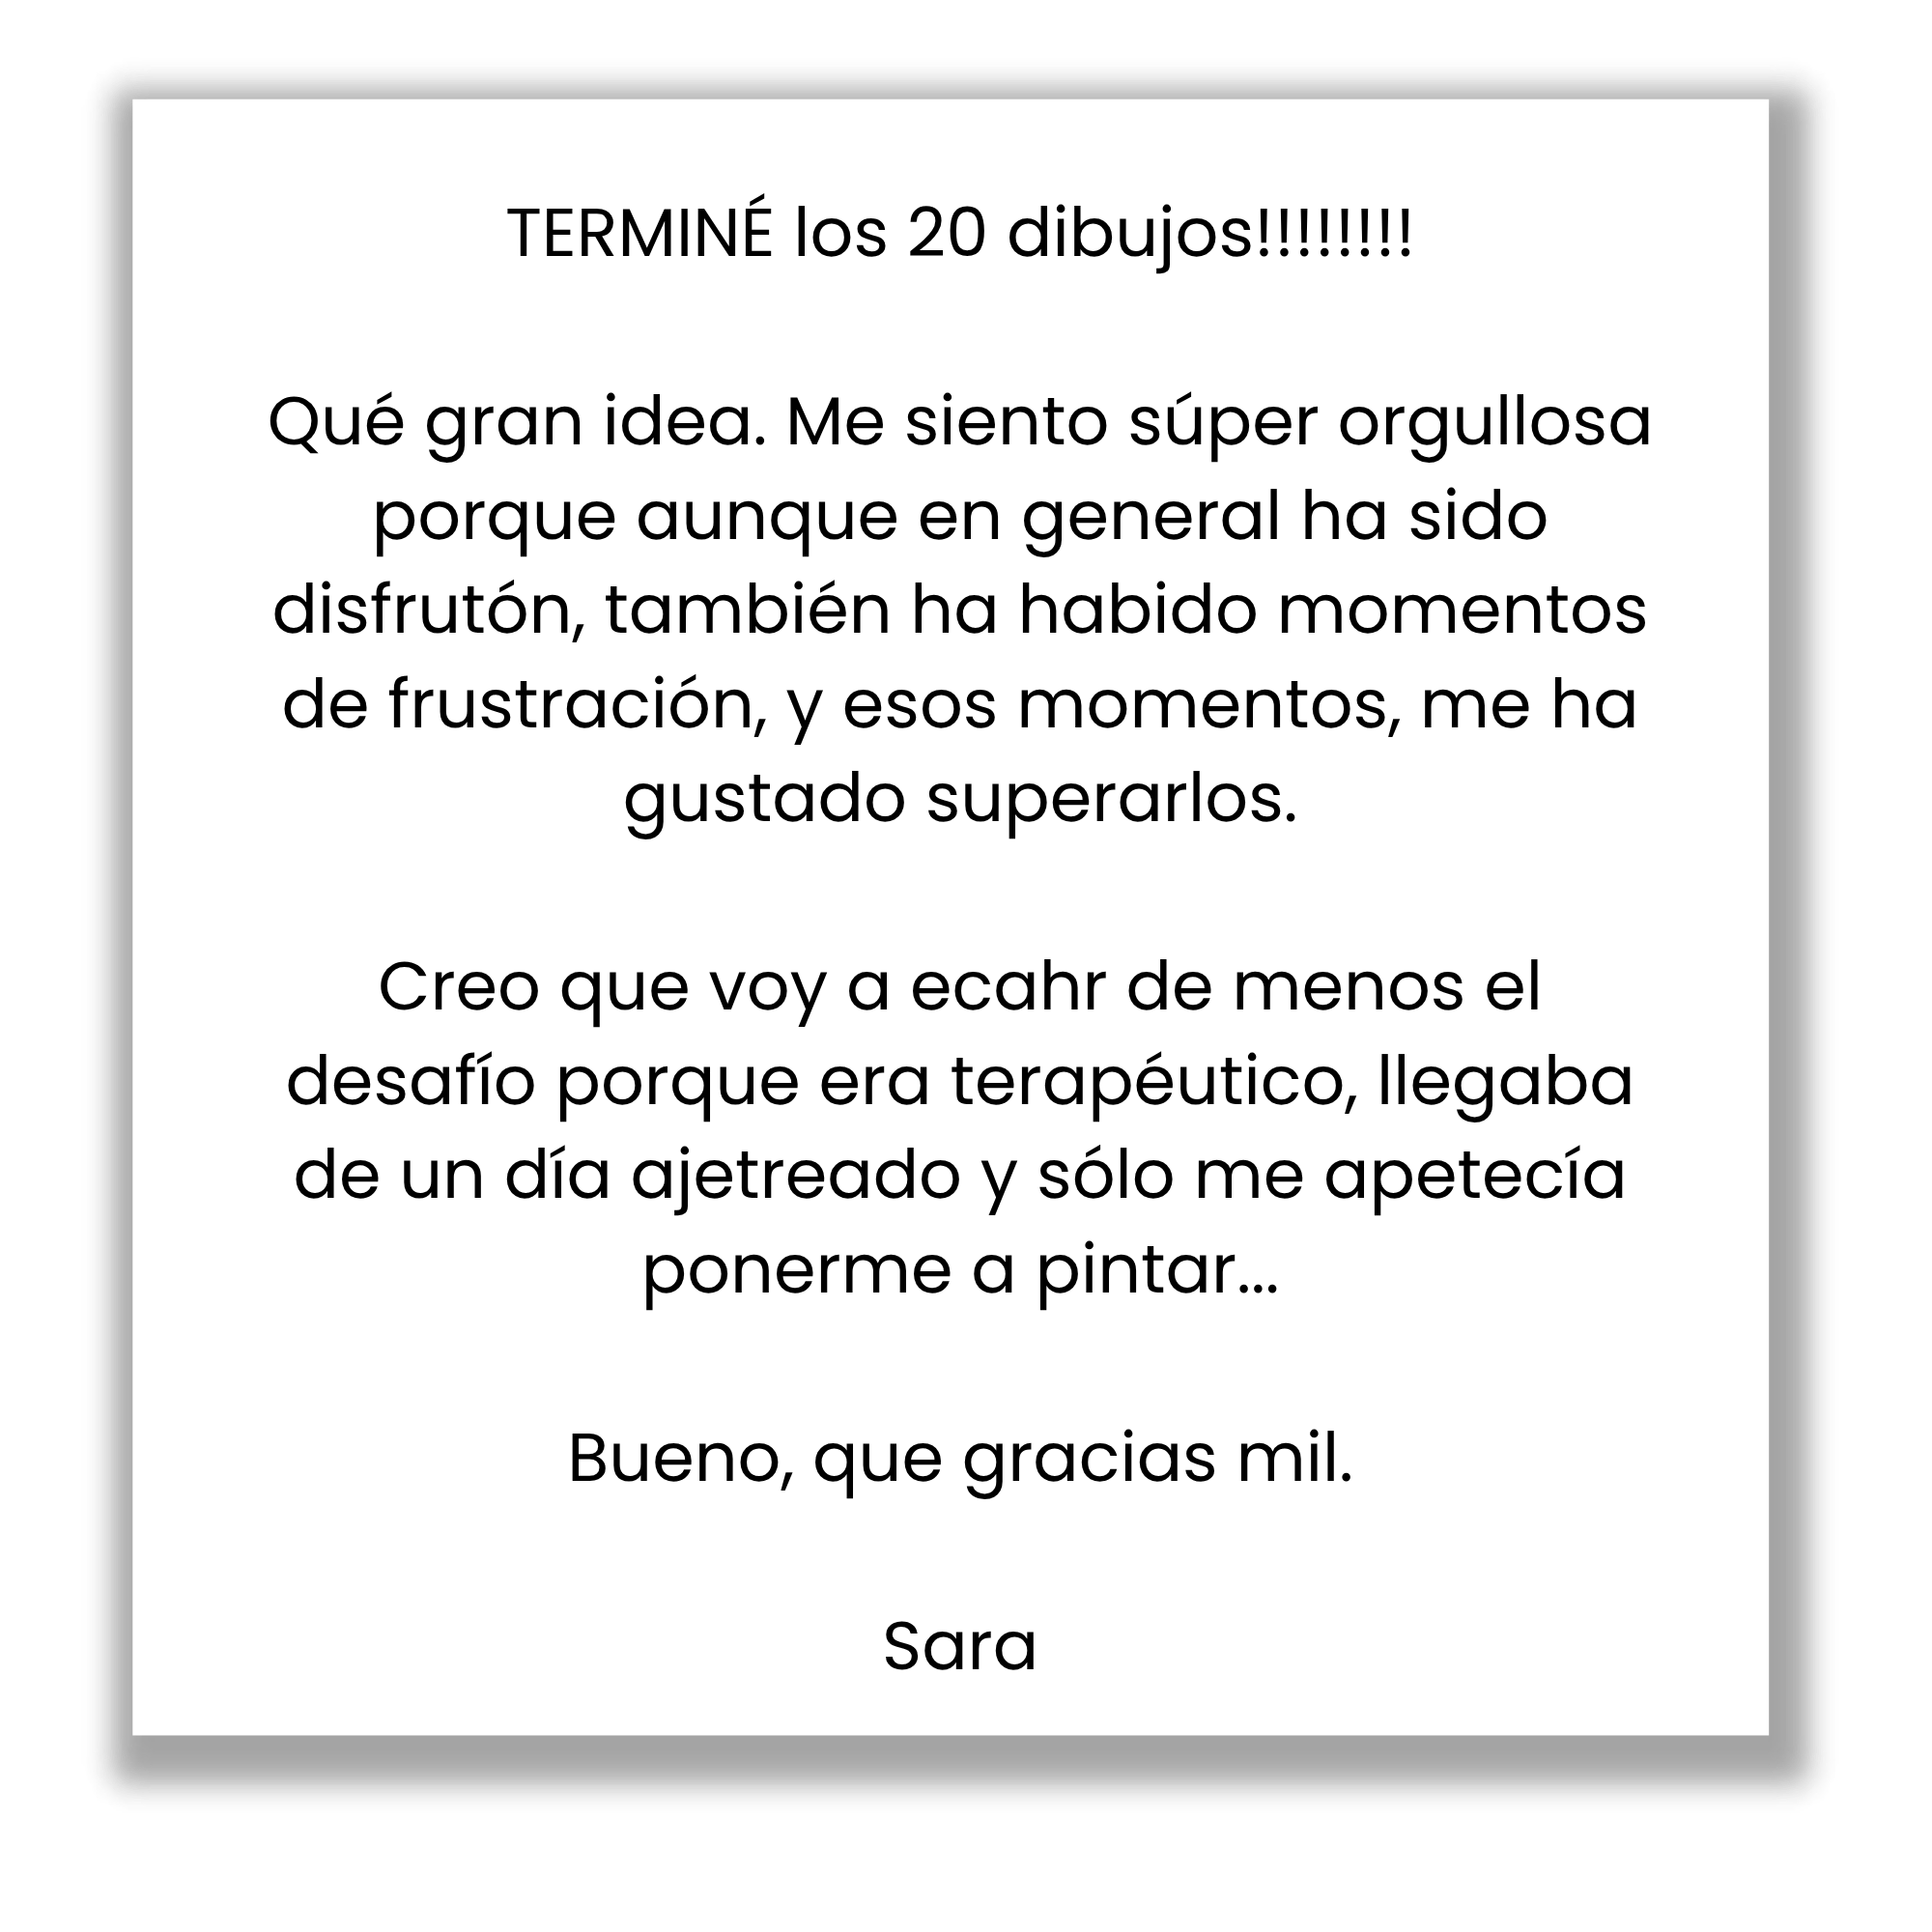 TERMINÉ los 20 dibujos!!!!!!!!
Qué gran idea. Me siento súper orgullosa
porque aunque en general ha sido
disfrutón, también ha habido momentos
de frustración, y esos momentos, me ha
gustado superarlos.
Creo que voy a ecahr de menos el
desafío porque era terapéutico, llegaba
de un día ajetreado y sólo me apetecía
ponerme a pintar...
Bueno, que gracias mil.
Sara